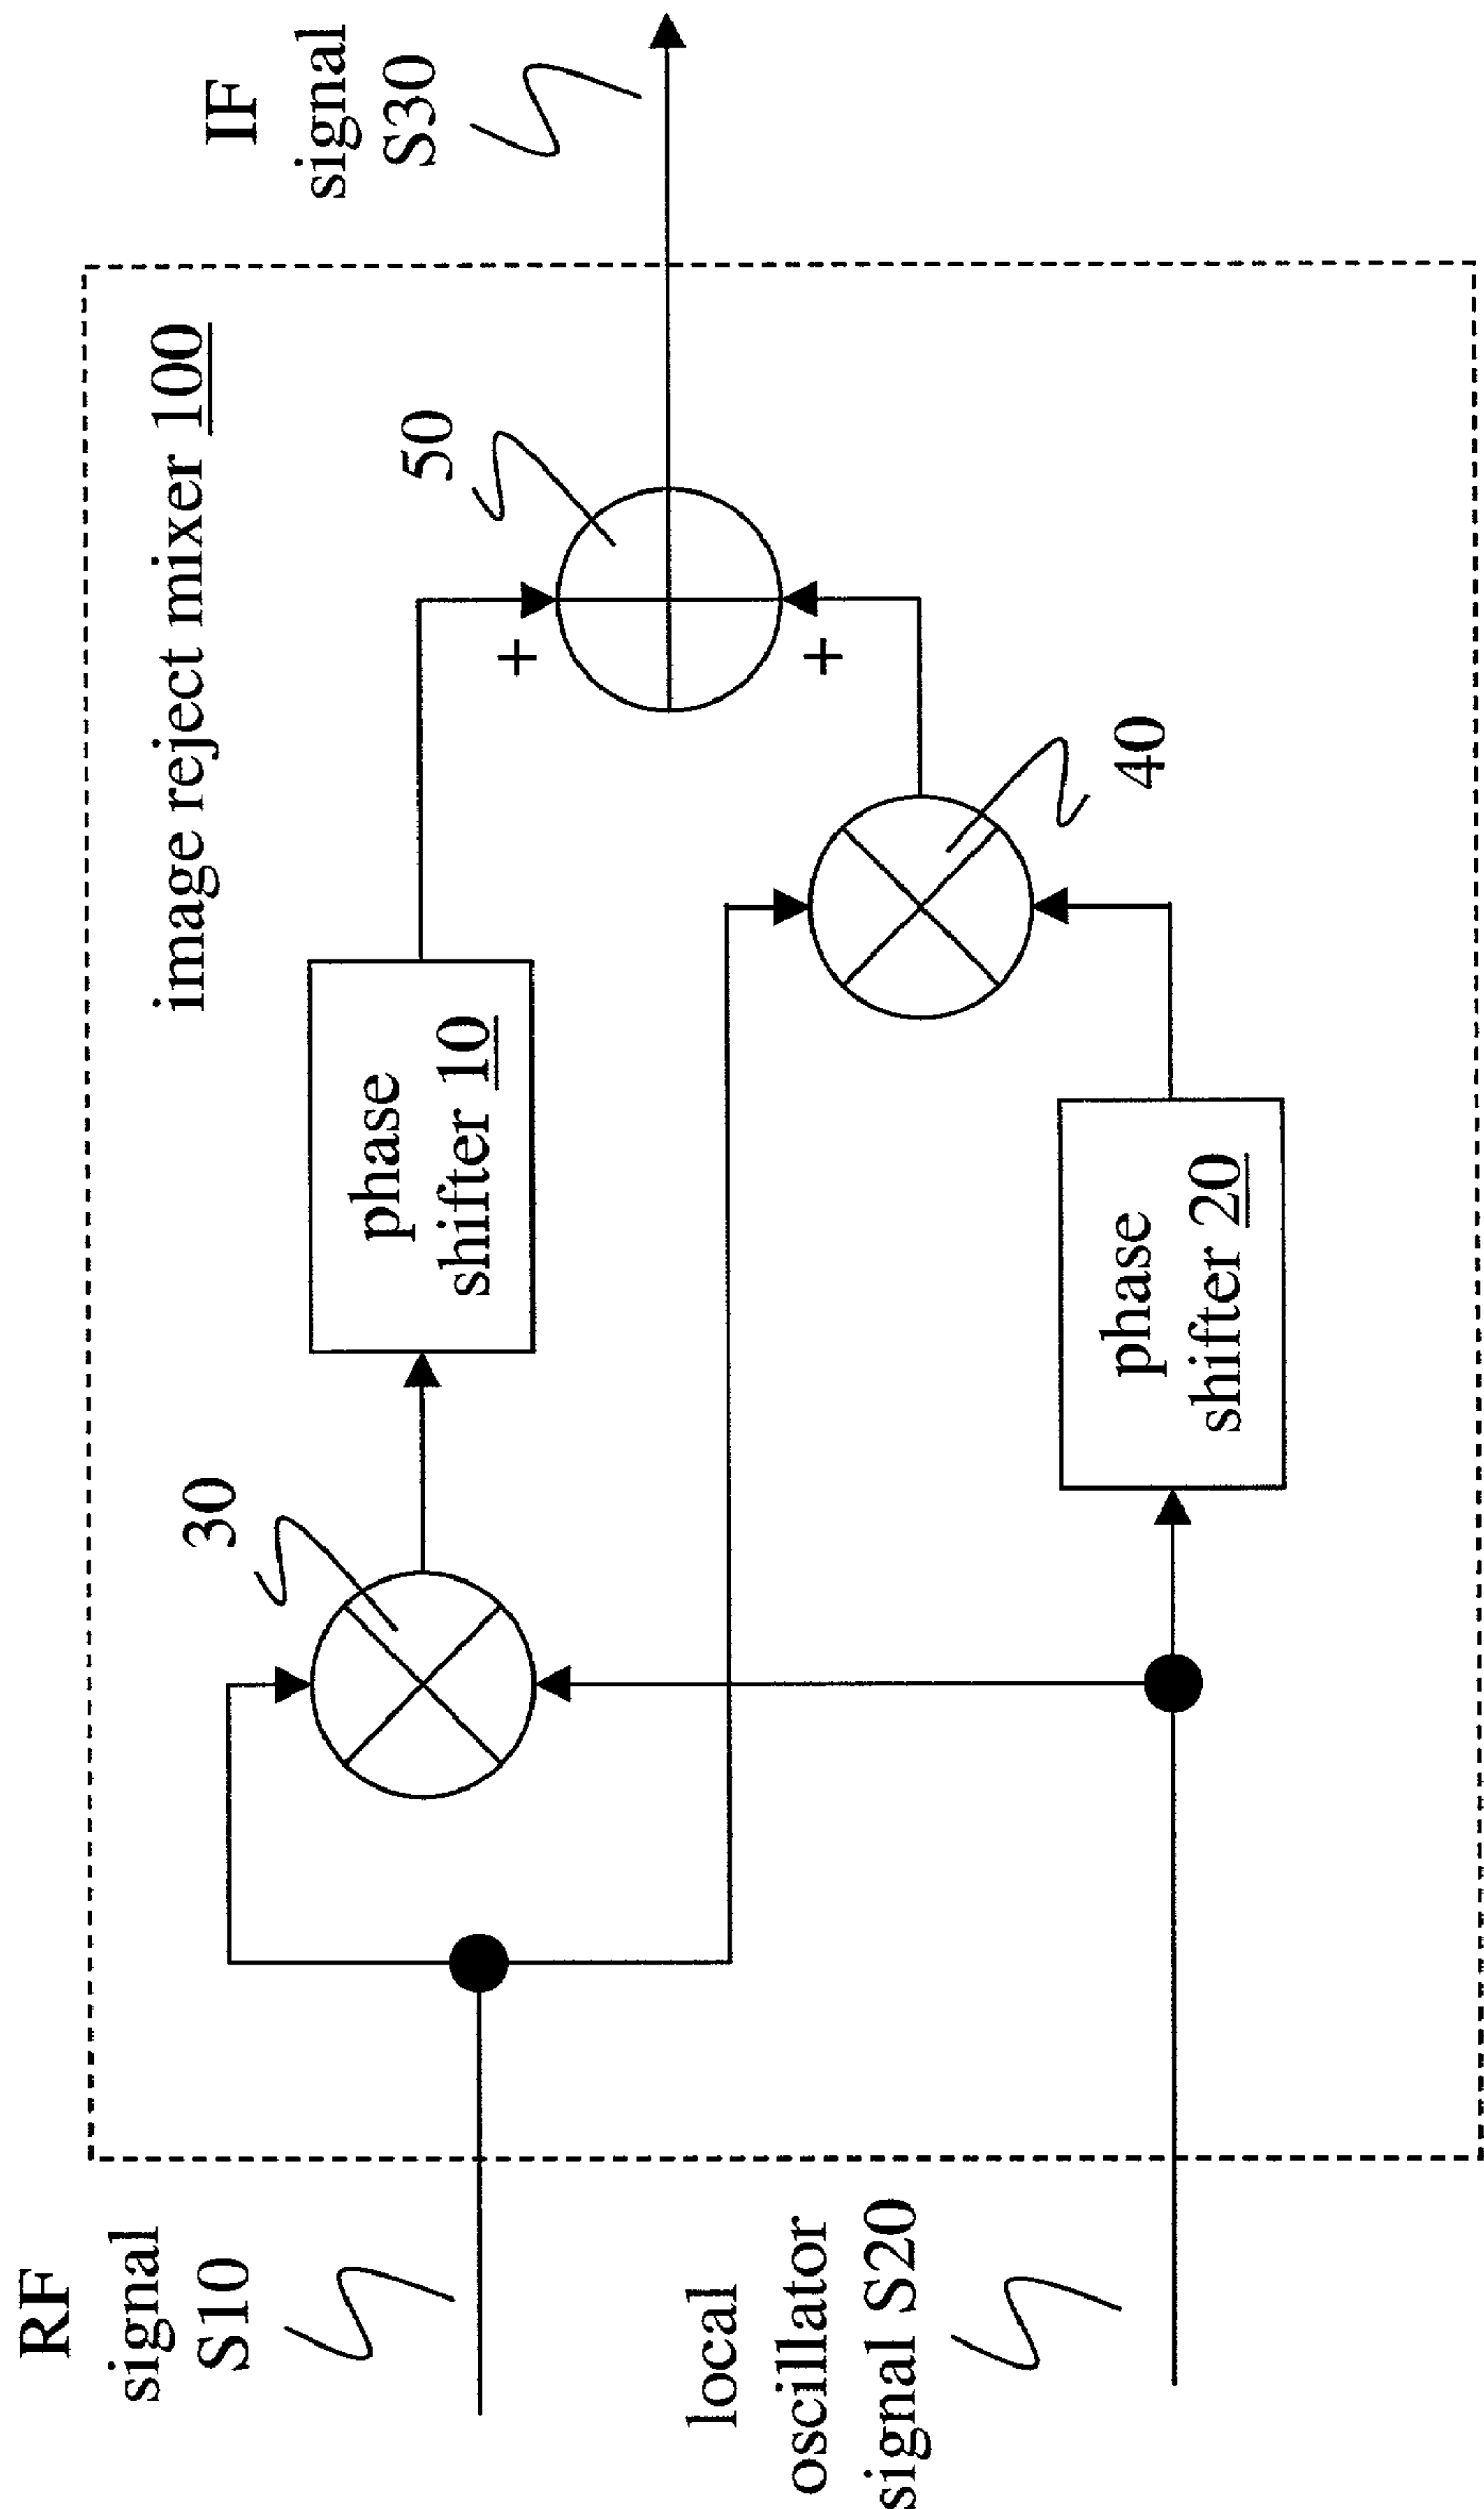 RF
signal
S10
local
oscillator
signal S20
image reject mixer 100
30
phase
shifter 10
phase
shifter 20
40
50
+
+
IF
signal
S30